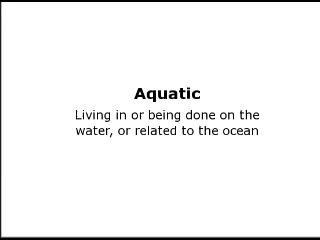 Aquatic
Living in or being done on the
water, or related to the ocean